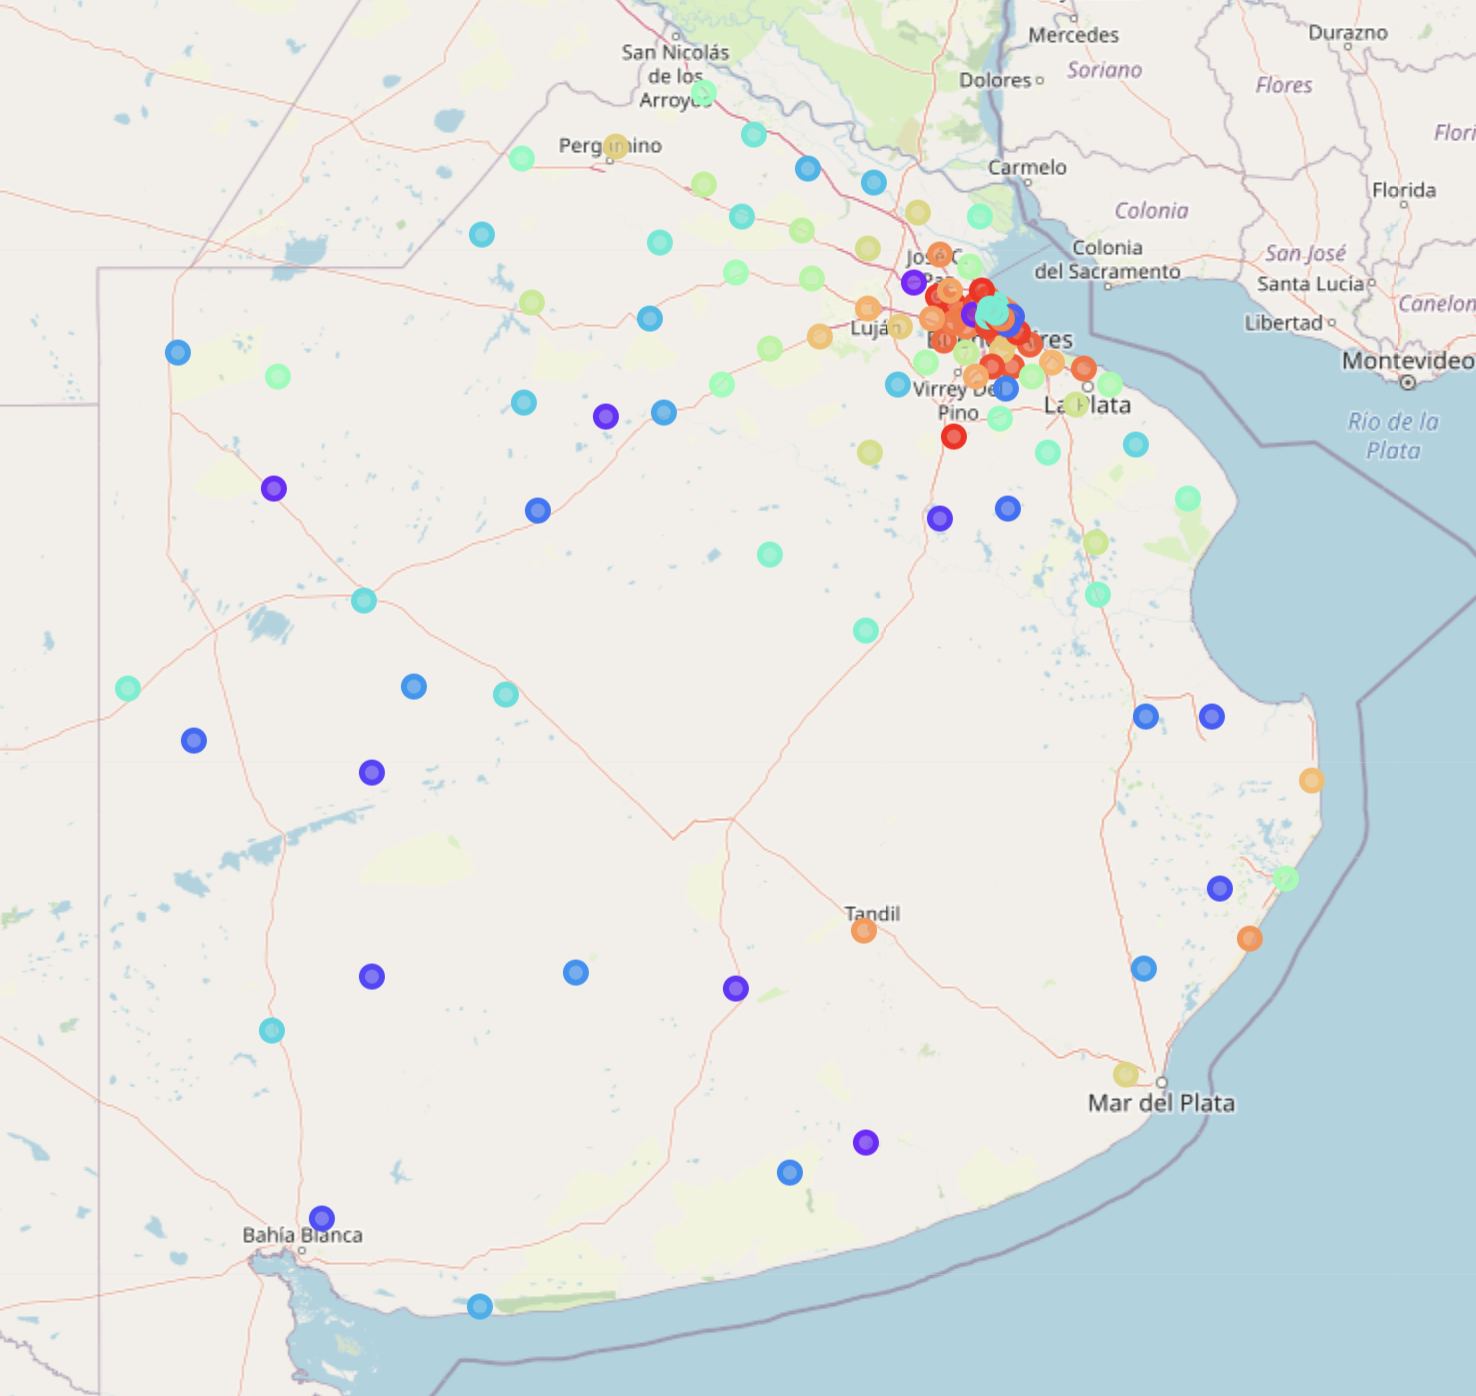 Mercedes
Durazno
San Nicolás
de los
Arroyos
Dolores
Soriano
Flores
Flori
Pergamino
Carmelo
Florida
Colonia
José C.
Paz
Colonia
del Sacramento
San José
Santa Lucía
Canelon
Luján
Buenos Aires
Libertad
Montevideo
Virrey Del
Pino
La Plata
Río de la
Plata
Tandil
Mar del Plata
Bahía Blanca